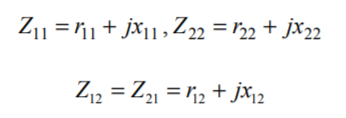 Z₁₁ = r₁₁ + jx₁₁ , Z₂₂ = r₂₂ + jx₂₂
Z₁₂ = Z₂₁ = r₁₂ + jx₁₂